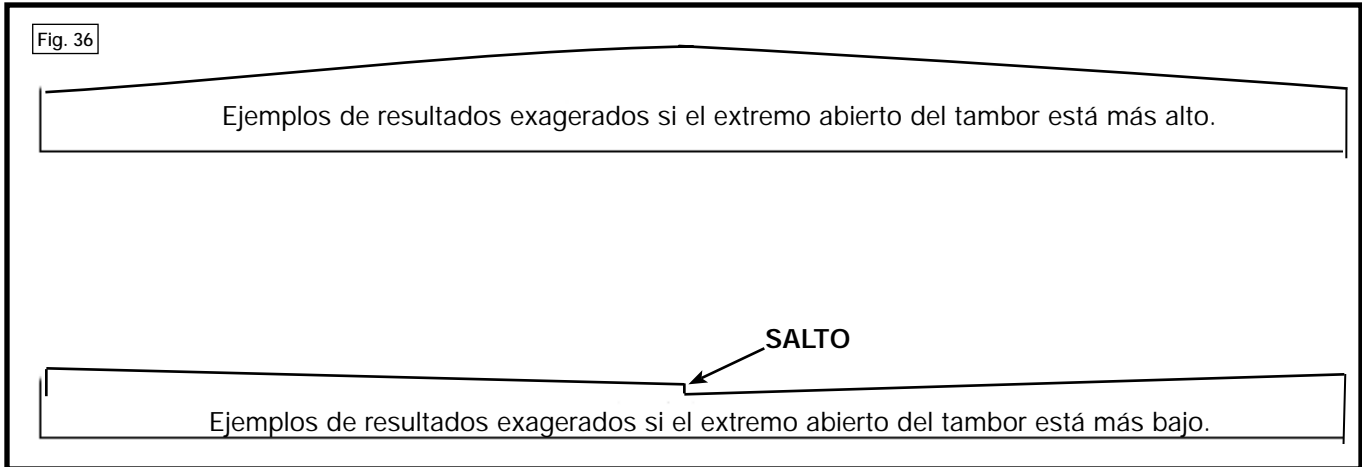 Fig. 36
Ejemplos de resultados exagerados si el extremo abierto del tambor está más alto.
SALTO
Ejemplos de resultados exagerados si el extremo abierto del tambor está más bajo.